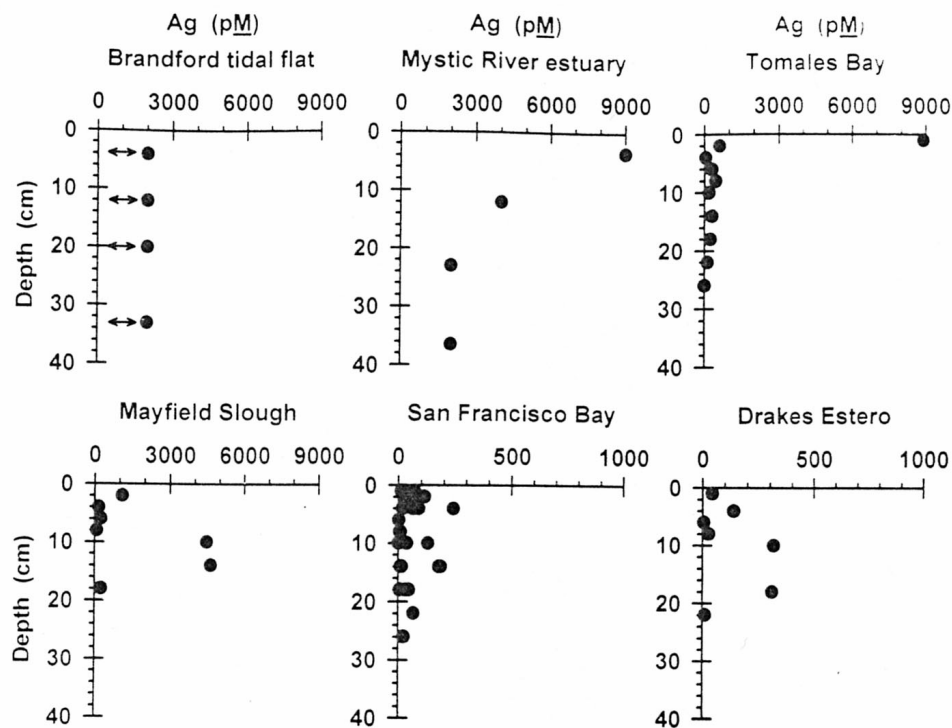 Ag (pM) Ag (pM) Ag (pM)
Brandford tidal flat Mystic River estuary Tomales Bay
0 3000 6000 9000 0 3000 6000 9000 0 3000 6000 9000
0 0 0
10 10 10
20 20 20
30 30 30
40 40 40
Depth (cm)
Mayfield Slough San Francisco Bay Drakes Estero
0 3000 6000 9000 0 500 1000 0 500 1000
0 0 0
10 10 10
20 20 20
30 30 30
40 40 40
Depth (cm)